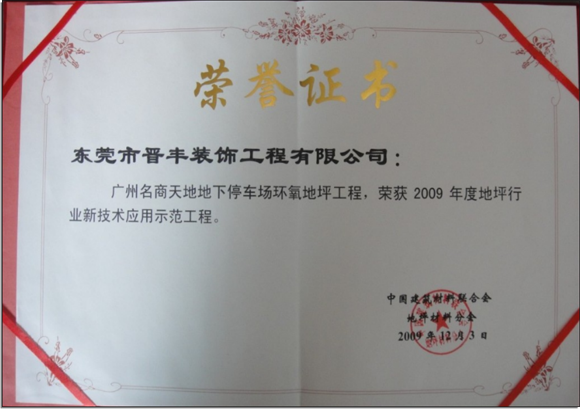 荣誉证书
东莞市晋丰装饰工程有限公司：
广州名商天地地下停车场环氧地坪工程，荣获 2009 年度地坪行
业新技术应用示范工程。
中国建筑材料联合会
地坪材料分会
2009 年 12 月 3 日